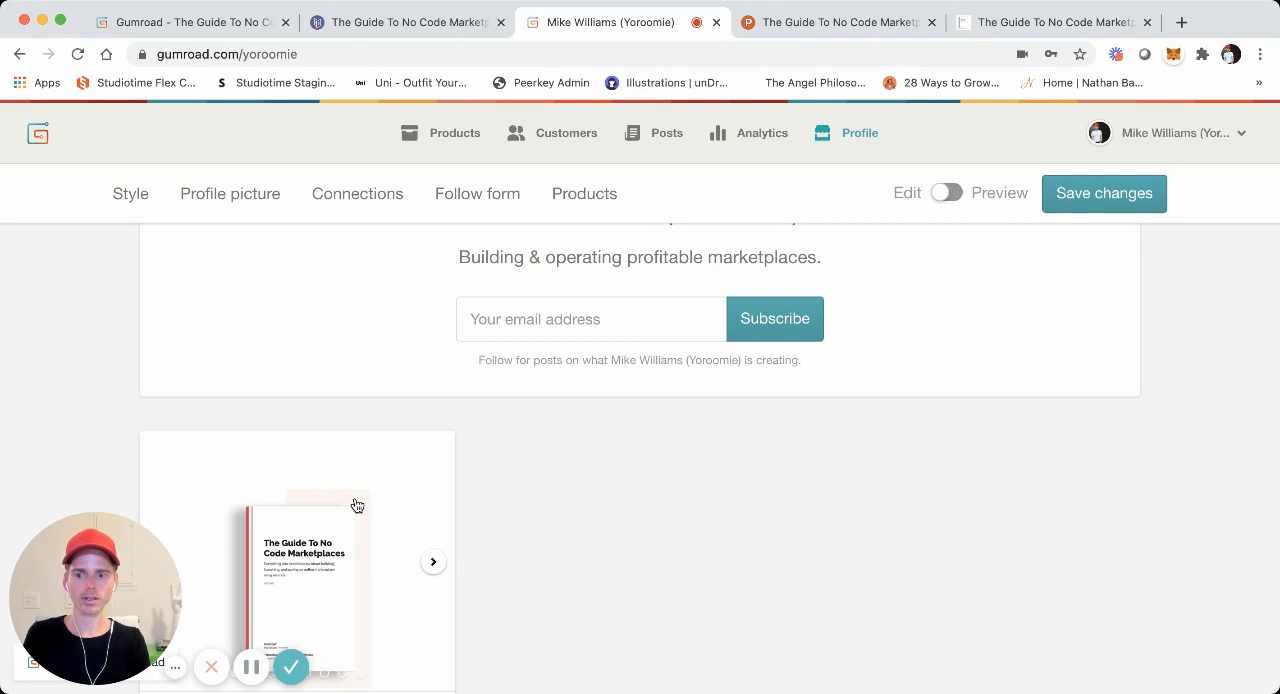 Gumroad - The Guide To No Co
The Guide To No Code Marketp
Mike Williams (Yoroomie)
The Guide To No Code Marketp
The Guide To No Code Marketp
gumroad.com/yoroomie
Apps
Studiotime Flex C...
Studiotime Stagin...
Uni - Outfit Your...
Peerkey Admin
Illustrations | unDr...
The Angel Philoso...
28 Ways to Grow...
Home | Nathan Ba...
»
Products
Customers
Posts
Analytics
Profile
Mike Williams (Yor...
Style
Profile picture
Connections
Follow form
Products
Edit
Preview
Save changes
Building & operating profitable marketplaces.
Your email address
Subscribe
Follow for posts on what Mike Williams (Yoroomie) is creating.
The Guide To No
Code Marketplaces